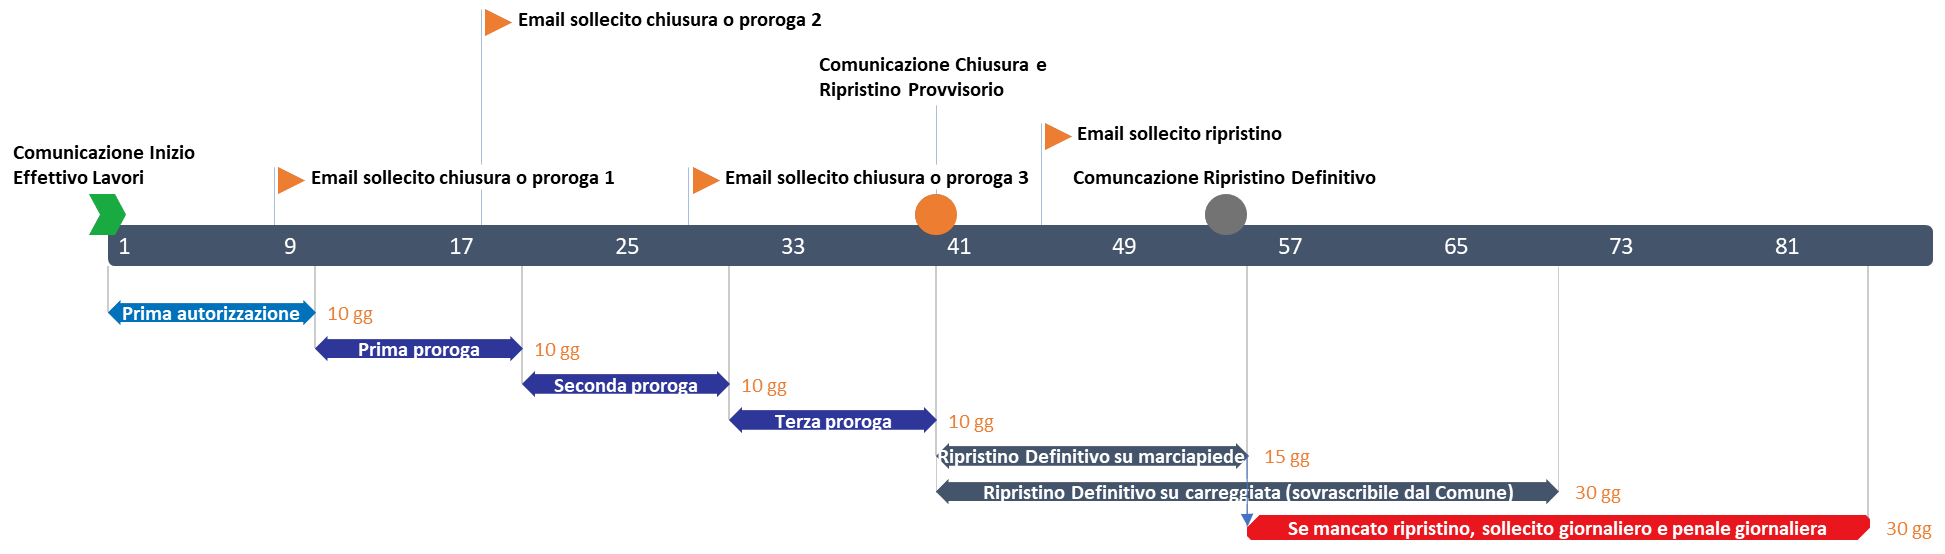 Email sollecito chiusura o proroga 2
Comunicazione Chiusura e
Ripristino Provvisorio
Email sollecito ripristino
Comunicazione Inizio
Effettivo Lavori
Email sollecito chiusura o proroga 1
Email sollecito chiusura o proroga 3
Comuncazione Ripristino Definitivo
1 9 17 25 33 41 49 57 65 73 81
Prima autorizzazione 10 gg
Prima proroga 10 gg
Seconda proroga 10 gg
Terza proroga 10 gg
Ripristino Definitivo su marciapiede 15 gg
Ripristino Definitivo su carreggiata (sovrascribile dal Comune) 30 gg
Se mancato ripristino, sollecito giornaliero e penale giornaliera 30 gg